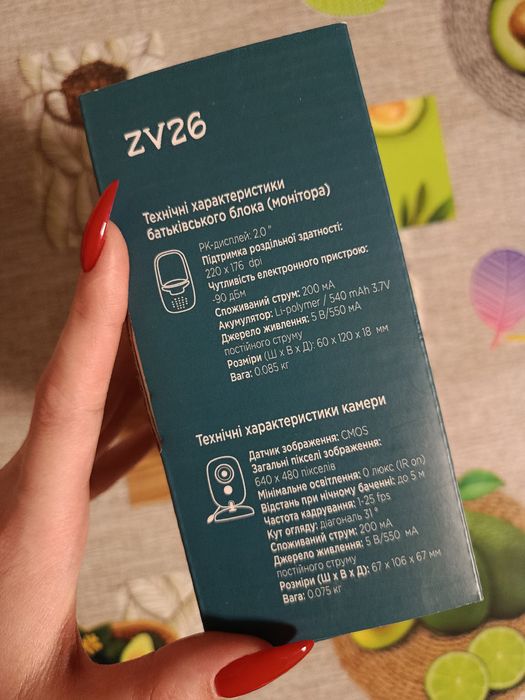 ZV26
Технічні характеристики
батьківського блока (монітора)
РК-дисплей: 2.0 "
Підтримка роздільної здатності:
220 x 176 dpi
Чутливість електронного пристрою:
-90 дбм
Споживаний струм: 200 мА
Акумулятор: Li-polymer / 540 mAh 3.7V
Джерело живлення: 5 В/550 мА
постійного струму
Розміри (Ш х В х Д): 60 x 120 x 18 мм
Вага: 0.085 кг
Технічні характеристики камери
Датчик зображення: CMOS
Загальні пікселі зображення:
640 x 480 пікселів
Мінімальне освітлення: 0 люкс (IR on)
Відстань при нічному баченні: до 5 м
Частота кадрування: 1-25 fps
Кут огляду: діагональ 31 °
Споживаний струм: 200 мА
Джерело живлення: 5 В/550 мА
постійного струму
Розміри (Ш х В х Д): 67 x 106 x 67 мм
Вага: 0.075 кг